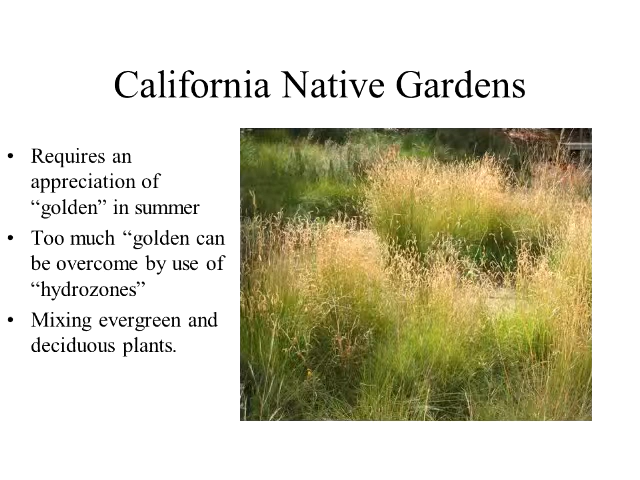 California Native Gardens
• Requires an
appreciation of
“golden” in summer
• Too much “golden can
be overcome by use of
“hydrozones”
• Mixing evergreen and
deciduous plants.